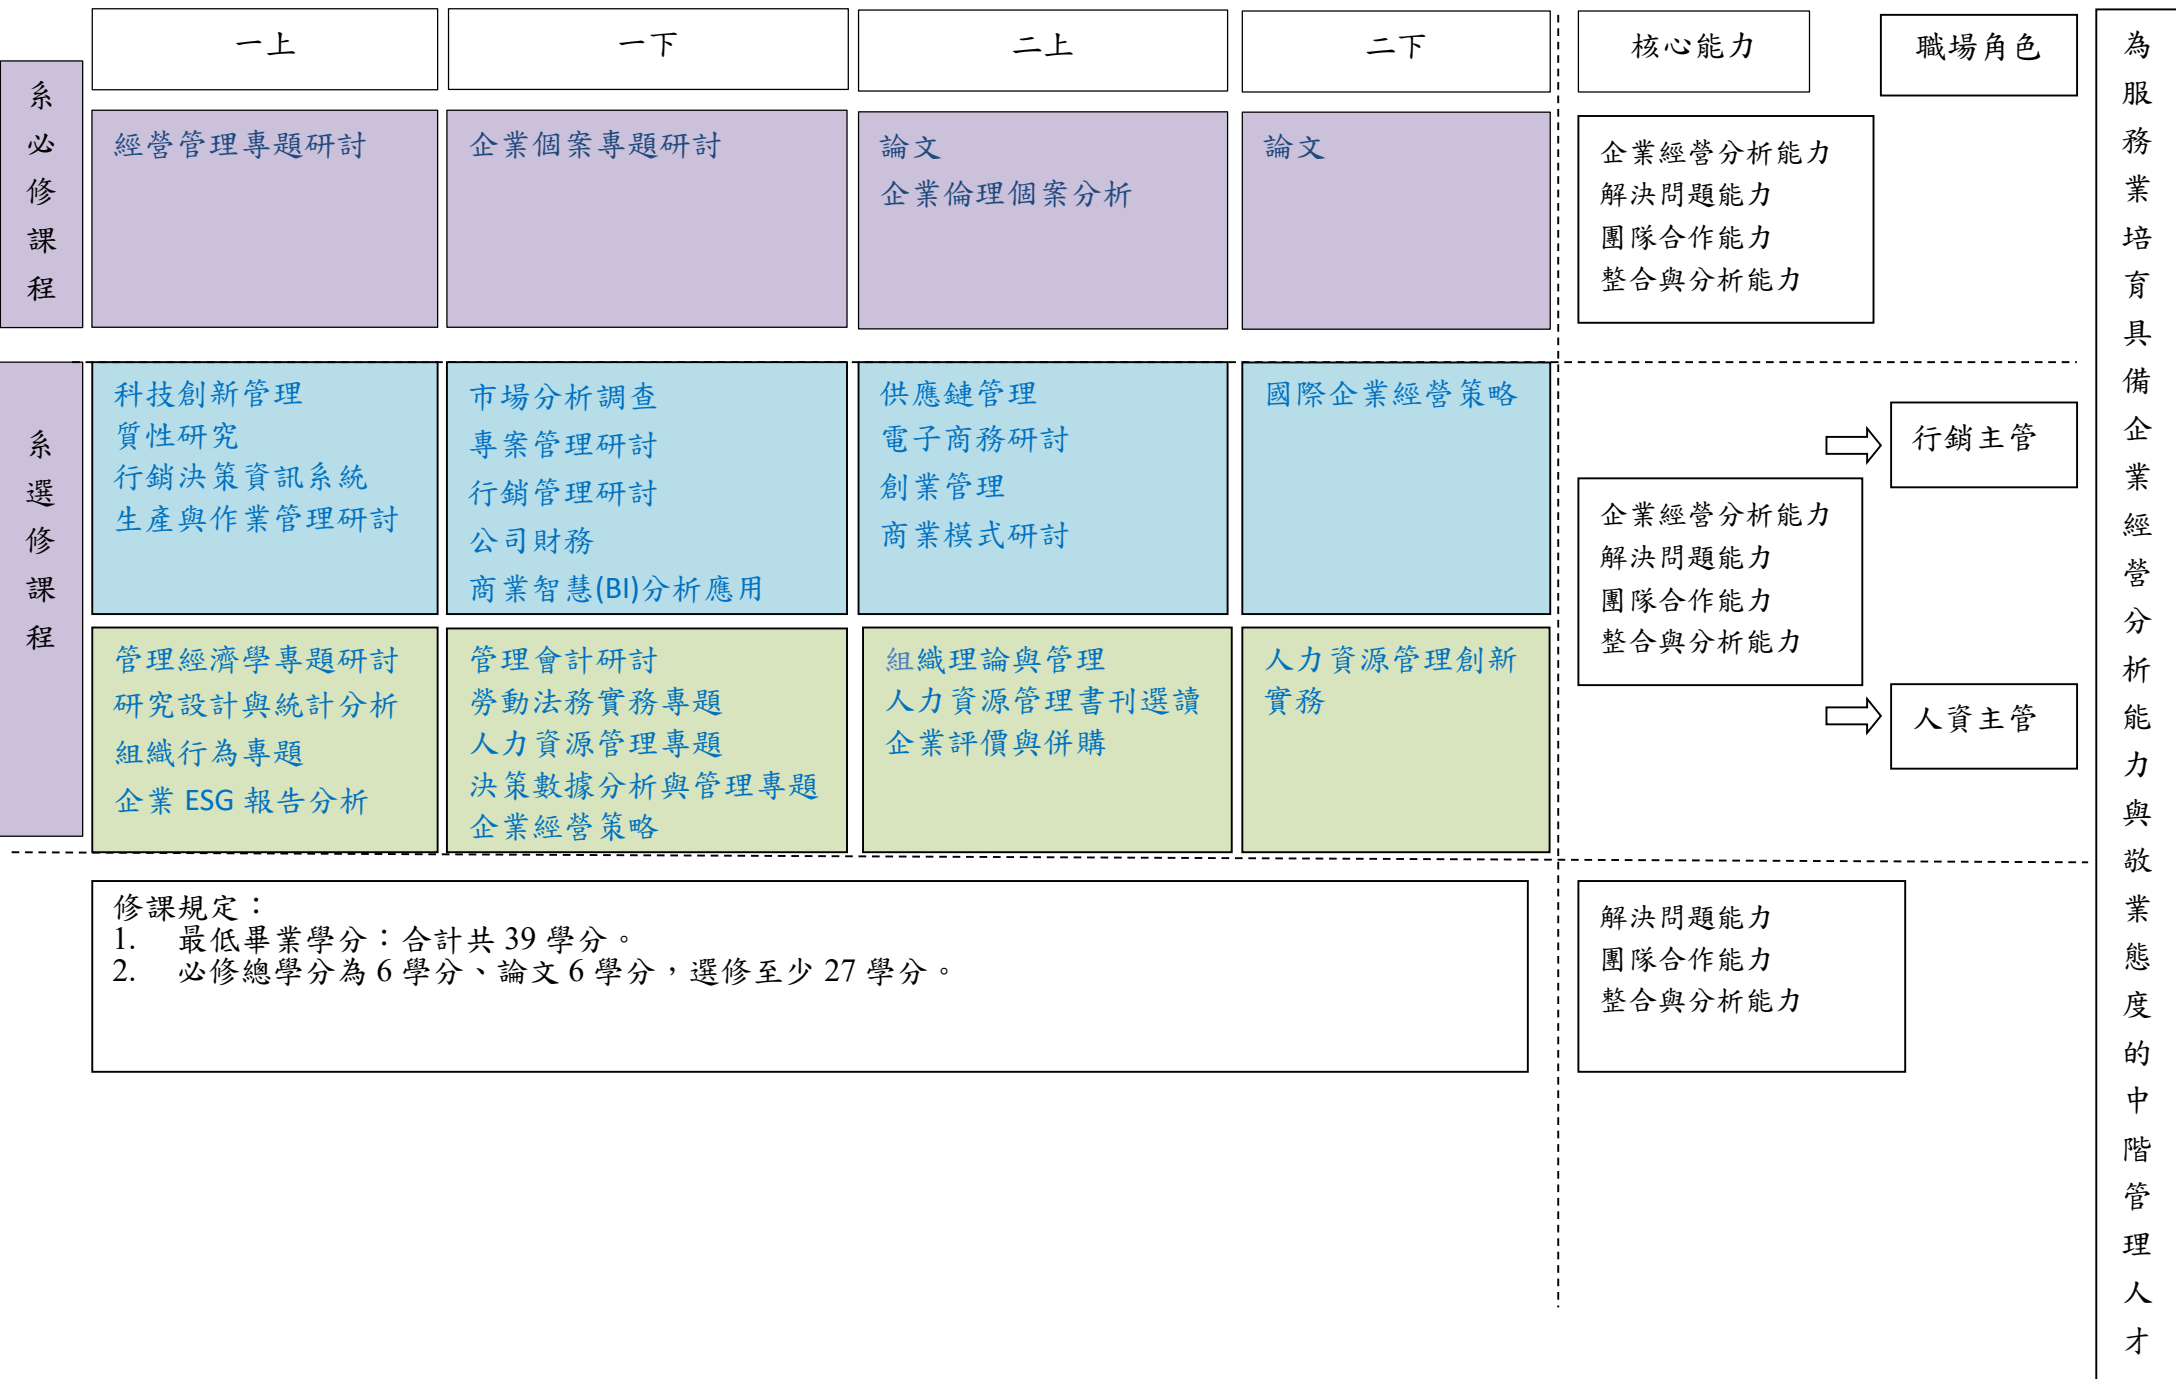 一上
一下
二上
二下
核心能力
職場角色
系必修課程
經營管理專題研討
企業個案專題研討
論文
企業倫理個案分析
論文
企業經營分析能力
解決問題能力
團隊合作能力
整合與分析能力
系選修課程
科技創新管理
質性研究
行銷決策資訊系統
生產與作業管理研討
市場分析調查
專案管理研討
行銷管理研討
公司財務
商業智慧(BI)分析應用
供應鏈管理
電子商務研討
創業管理
商業模式研討
國際企業經營策略
管理經濟學專題研討
研究設計與統計分析
組織行為專題
企業 ESG 報告分析
管理會計研討
勞動法務實務專題
人力資源管理專題
決策數據分析與管理專題
企業經營策略
組織理論與管理
人力資源管理書刊選讀
企業評價與併購
人力資源管理創新
實務
企業經營分析能力
解決問題能力
團隊合作能力
整合與分析能力
行銷主管
人資主管
修課規定：
1. 最低畢業學分：合計共 39 學分。
2. 必修總學分為 6 學分、論文 6 學分，選修至少 27 學分。
解決問題能力
團隊合作能力
整合與分析能力
為服務業培育具備企業經營分析能力與敬業態度的中階管理人才